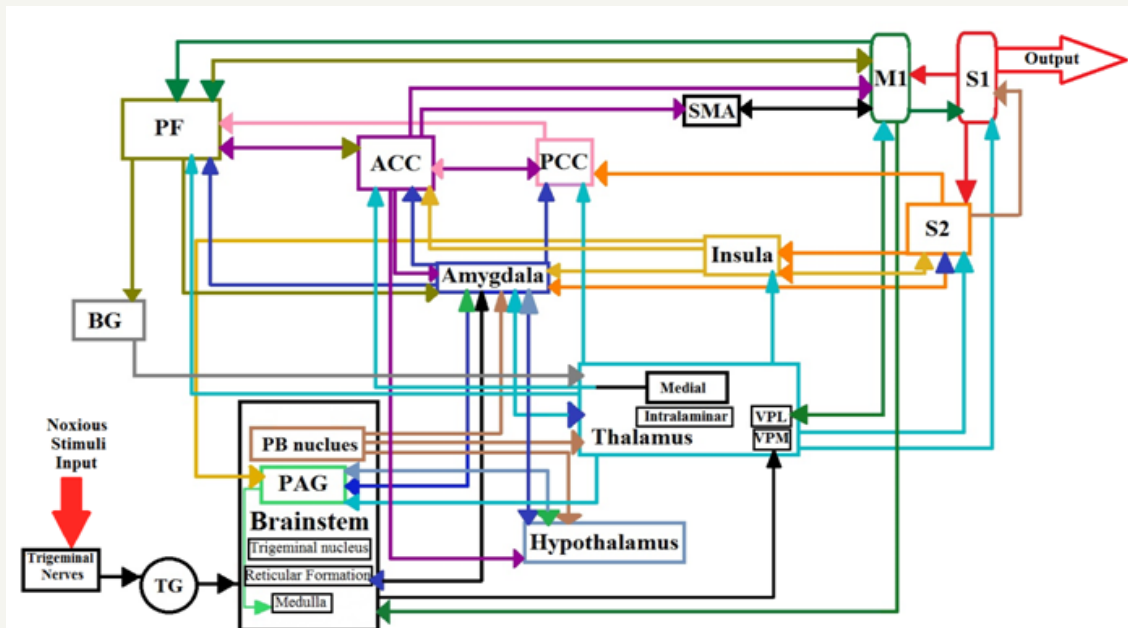 M1
S1
Output
PF
SMA
ACC
PCC
S2
Insula
Amygdala
BG
Medial
Intralaminar
VPL
Thalamus
VPM
Noxious
Stimuli
Input
PB nuclues
PAG
Brainstem
Hypothalamus
Trigeminal nucleus
Trigeminal
Nerves
TG
Reticular Formation
Medulla